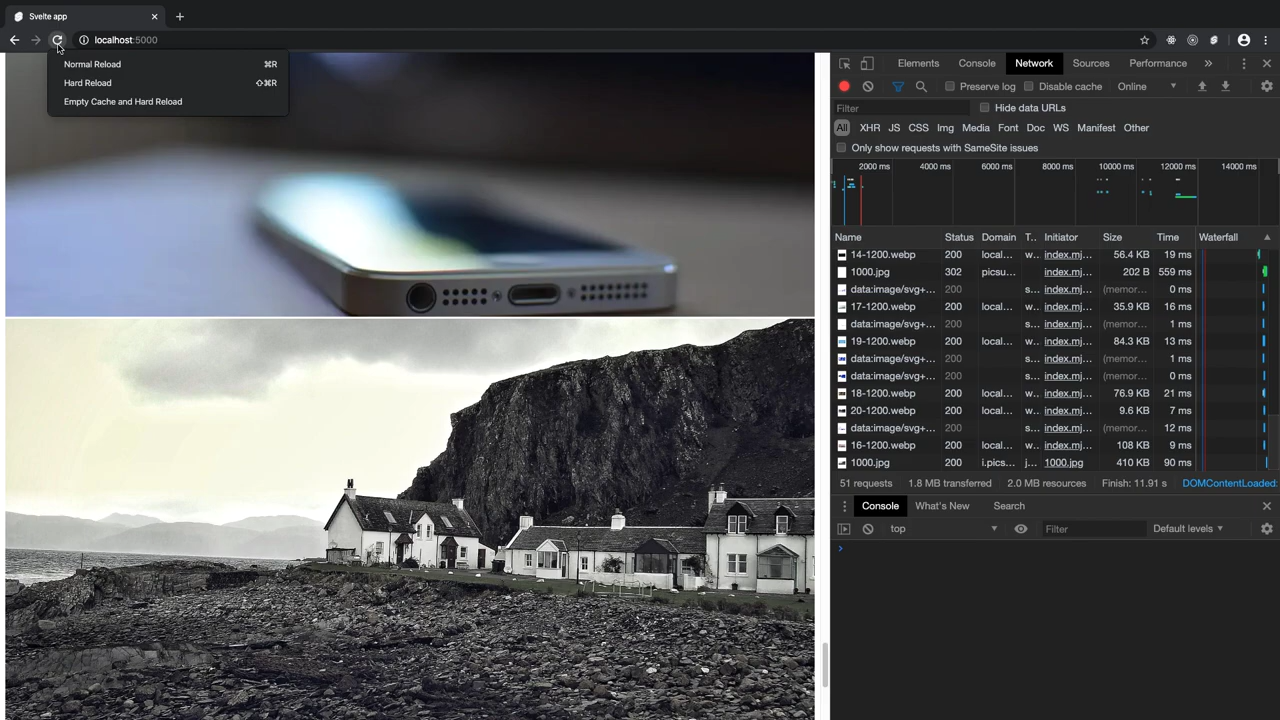 Svelte app
localhost:5000
Normal Reload ⌘R
Hard Reload ⇧⌘R
Empty Cache and Hard Reload
Elements Console Network Sources Performance »
Preserve log Disable cache Online
Filter Hide data URLs
All XHR JS CSS Img Media Font Doc WS Manifest Other
Only show requests with SameSite issues
2000 ms 4000 ms 6000 ms 8000 ms 10000 ms 12000 ms 14000 ms
Name Status Domain T.. Initiator Size Time Waterfall
14-1200.webp 200 local... w.. index.mj... 56.4 KB 19 ms
1000.jpg 302 picsu... index.mj... 202 B 559 ms
data:image/svg+... 200 s... index.mj... (memor... 0 ms
17-1200.webp 200 local... w.. index.mj... 35.9 KB 16 ms
data:image/svg+... 200 s... index.mj... (memor... 1 ms
19-1200.webp 200 local... w.. index.mj... 84.3 KB 13 ms
data:image/svg+... 200 s... index.mj... (memor... 1 ms
data:image/svg+... 200 s... index.mj... (memor... 0 ms
18-1200.webp 200 local... w.. index.mj... 76.9 KB 21 ms
20-1200.webp 200 local... w.. index.mj... 9.6 KB 7 ms
data:image/svg+... 200 s... index.mj... (memor... 12 ms
16-1200.webp 200 local... w.. index.mj... 108 KB 9 ms
1000.jpg 200 i.pics... j... 1000.jpg 410 KB 90 ms
51 requests 1.8 MB transferred 2.0 MB resources Finish: 11.91 s DOMContentLoaded:
Console What's New Search
top Filter Default levels